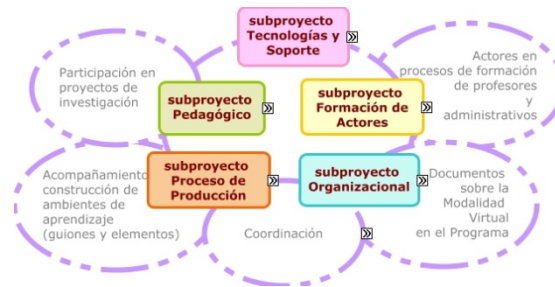 subproyecto
Tecnologías y
Soporte
Participación en
proyectos de
investigación
Actores en
procesos de formación
de profesores
y
administrativos
subproyecto
Pedagógico
subproyecto
Formación de
Actores
Acompañamiento
construcción de
ambientes de
aprendizaje
(guiones y elementos)
subproyecto
Proceso de
Producción
subproyecto
Organizacional
Documentos
sobre la
Modalidad
Virtual
en el Programa
Coordinación